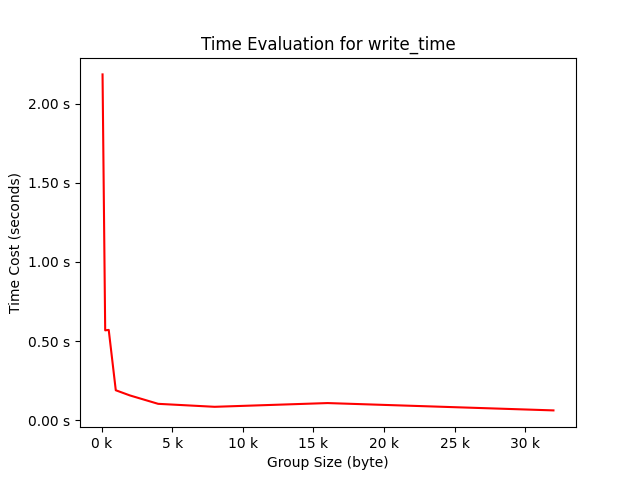 Time Evaluation for write_time
Time Cost (seconds)
2.00 s
1.50 s
1.00 s
0.50 s
0.00 s
0 k 5 k 10 k 15 k 20 k 25 k 30 k
Group Size (byte)